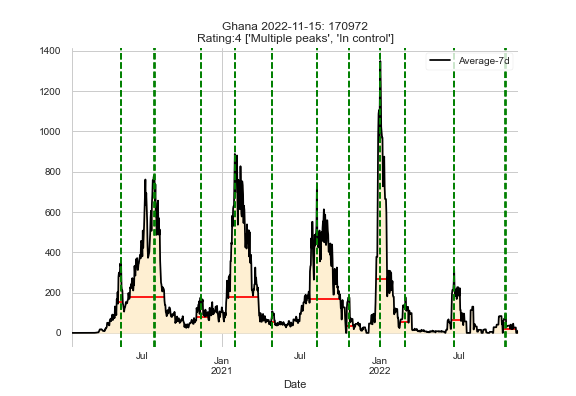 Ghana 2022-11-15: 170972
Rating:4 ['Multiple peaks', 'In control']
1400
Average-7d
1200
1000
800
600
400
200
0
Jul
Jan
2021
Jul
Jan
2022
Jul
Date